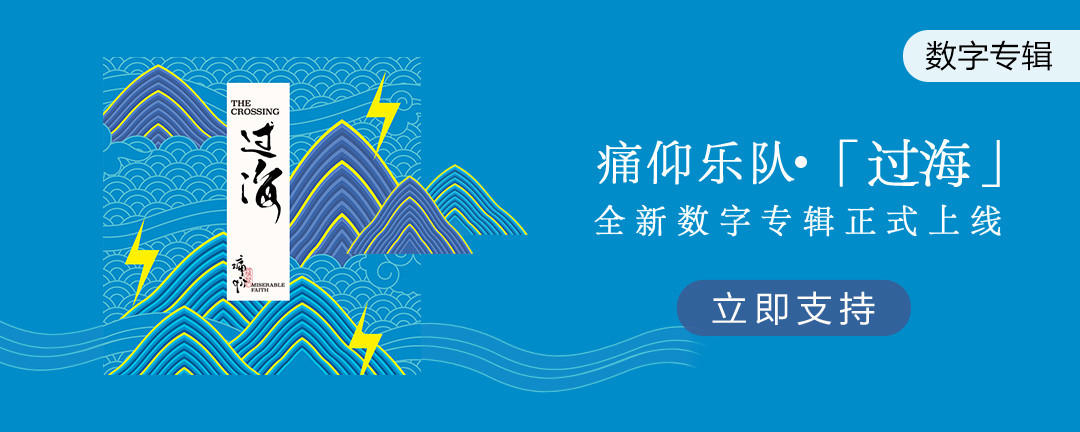 数字专辑
THE
CROSSING
过海
痛仰
MISERABLE
FAITH
痛仰乐队•「过海」
全新数字专辑正式上线
立即支持